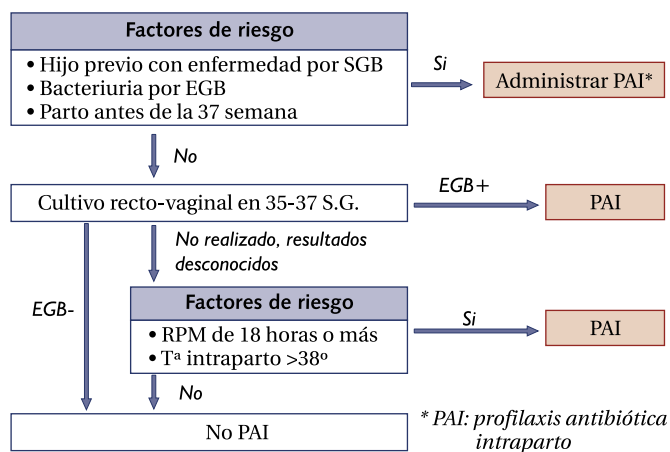 Factores de riesgo
• Hijo previo con enfermedad por SGB
• Bacteriuria por EGB
• Parto antes de la 37 semana
Si
Administrar PAI*
No
Cultivo recto-vaginal en 35-37 S.G.
EGB+
PAI
No realizado, resultados
desconocidos
EGB-
Factores de riesgo
• RPM de 18 horas o más
• Tª intraparto >38º
Si
PAI
No
No PAI
* PAI: profilaxis antibiótica
intraparto